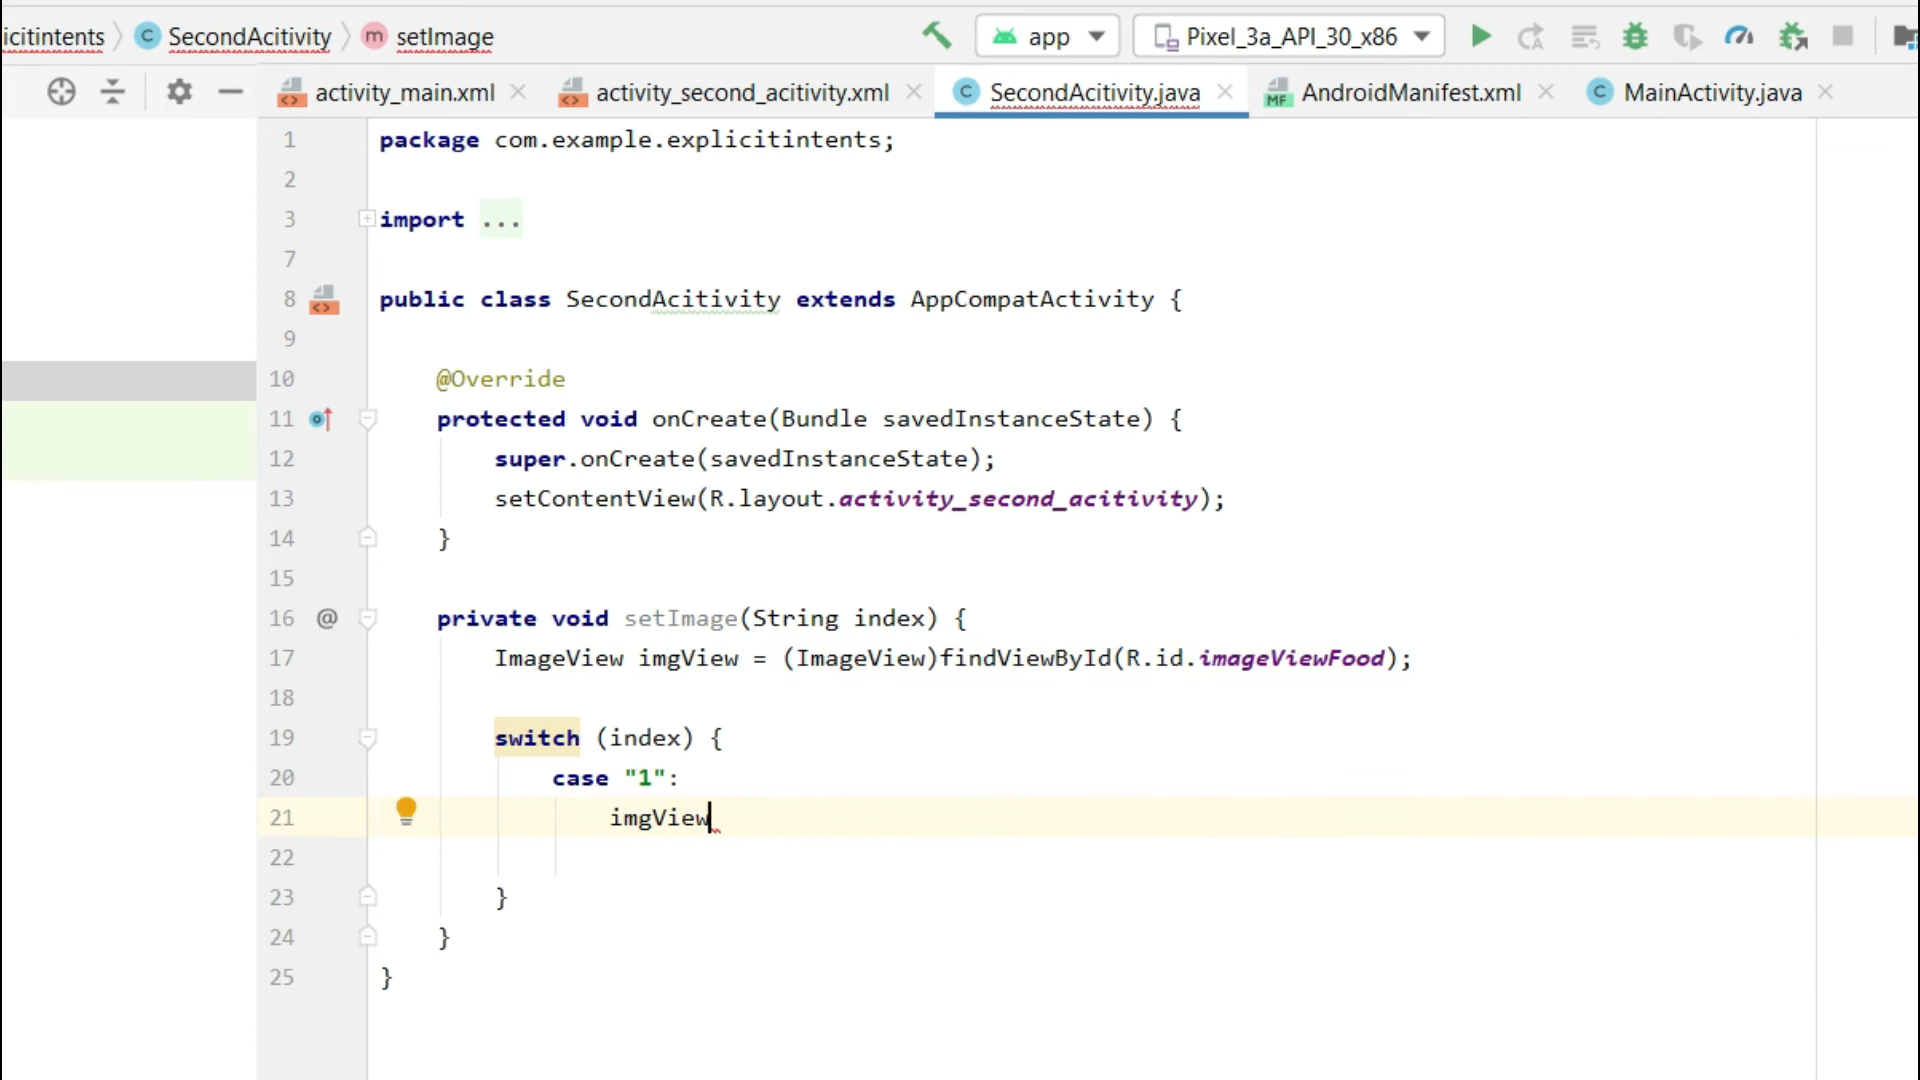 icitintents SecondAcitivity setImage app Pixel_3a_API_30_x86
activity_main.xml activity_second_acitivity.xml SecondAcitivity.java AndroidManifest.xml MainActivity.java
1 package com.example.explicitintents;
2
3 import ...
7
8 public class SecondAcitivity extends AppCompatActivity {
9
10 @Override
11 protected void onCreate(Bundle savedInstanceState) {
12 super.onCreate(savedInstanceState);
13 setContentView(R.layout.activity_second_acitivity);
14 }
15
16 @ private void setImage(String index) {
17 ImageView imgView = (ImageView)findViewById(R.id.imageViewFood);
18
19 switch (index) {
20 case "1":
21 imgView
22
23 }
24 }
25 }